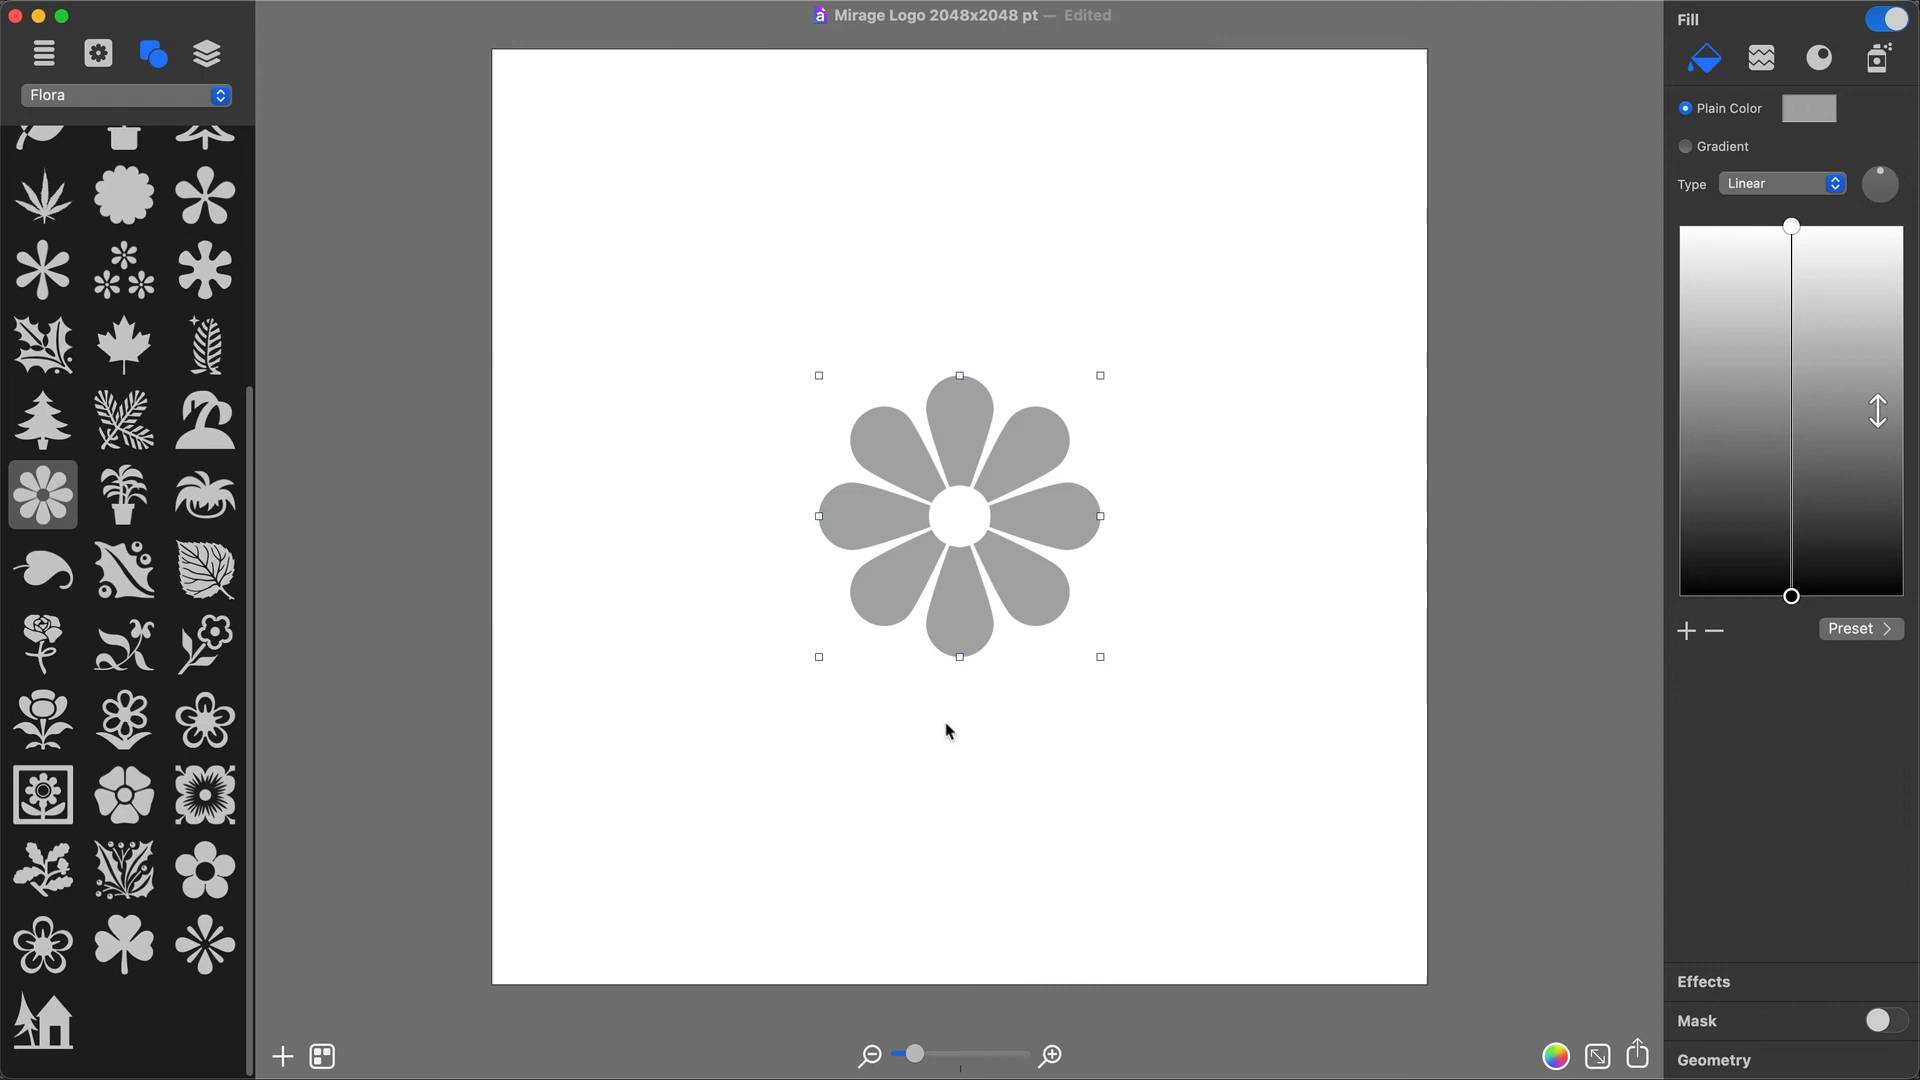 Mirage Logo 2048x2048 pt — Edited
Flora
Fill
Plain Color
Gradient
Type
Linear
Preset
Effects
Mask
Geometry